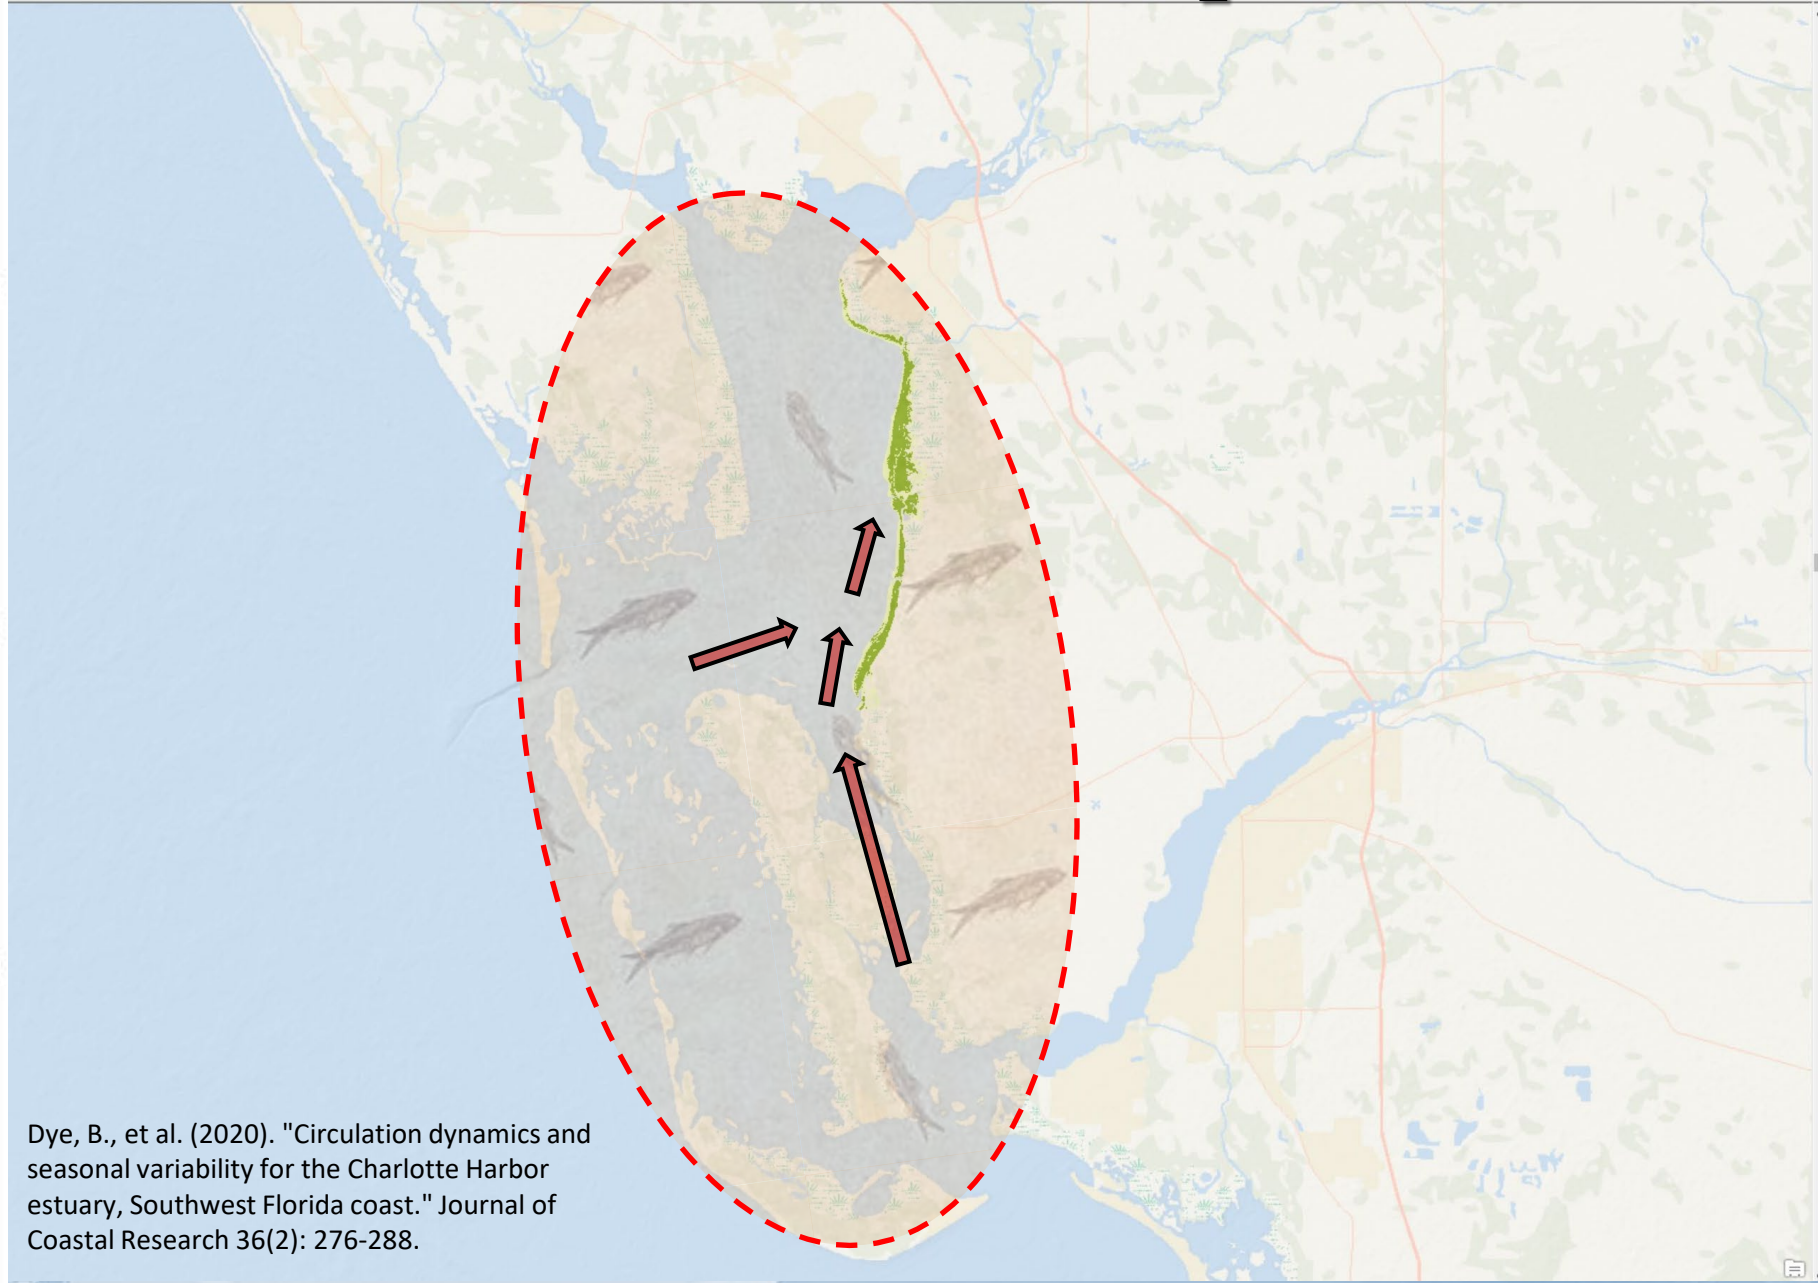 Dye, B., et al. (2020). "Circulation dynamics and
seasonal variability for the Charlotte Harbor
estuary, Southwest Florida coast." Journal of
Coastal Research 36(2): 276-288.